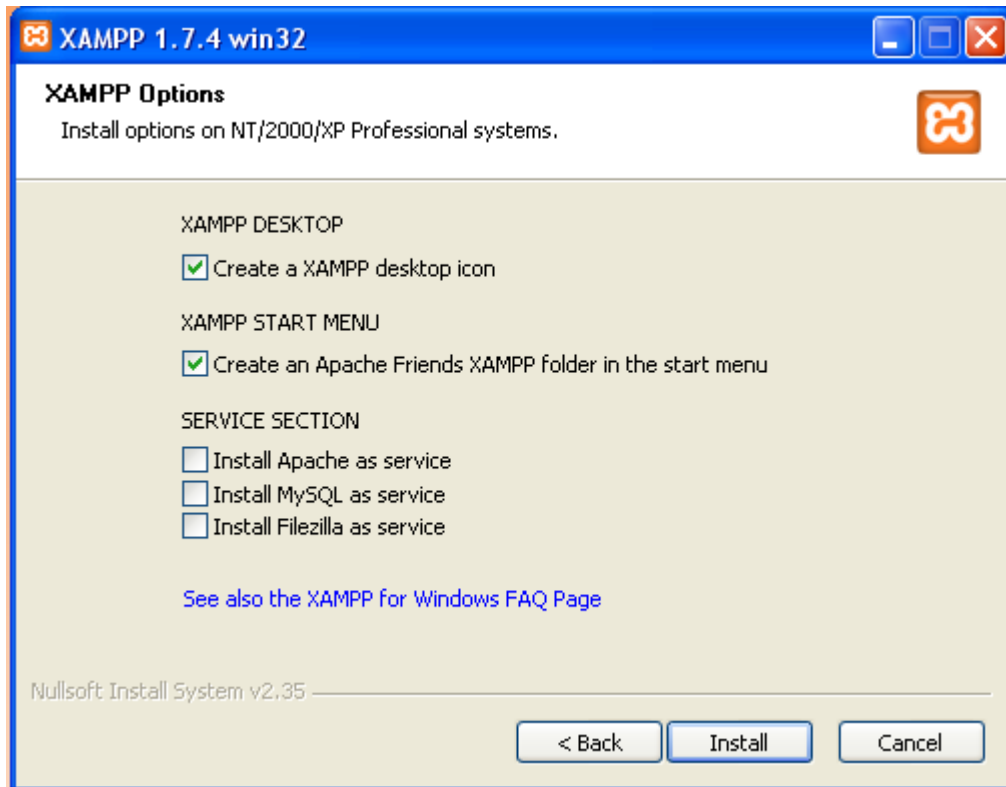 XAMPP 1.7.4 win32
XAMPP Options
Install options on NT/2000/XP Professional systems.
XAMPP DESKTOP
Create a XAMPP desktop icon
XAMPP START MENU
Create an Apache Friends XAMPP folder in the start menu
SERVICE SECTION
Install Apache as service
Install MySQL as service
Install Filezilla as service
See also the XAMPP for Windows FAQ Page
Nullsoft Install System v2.35
< Back Install Cancel